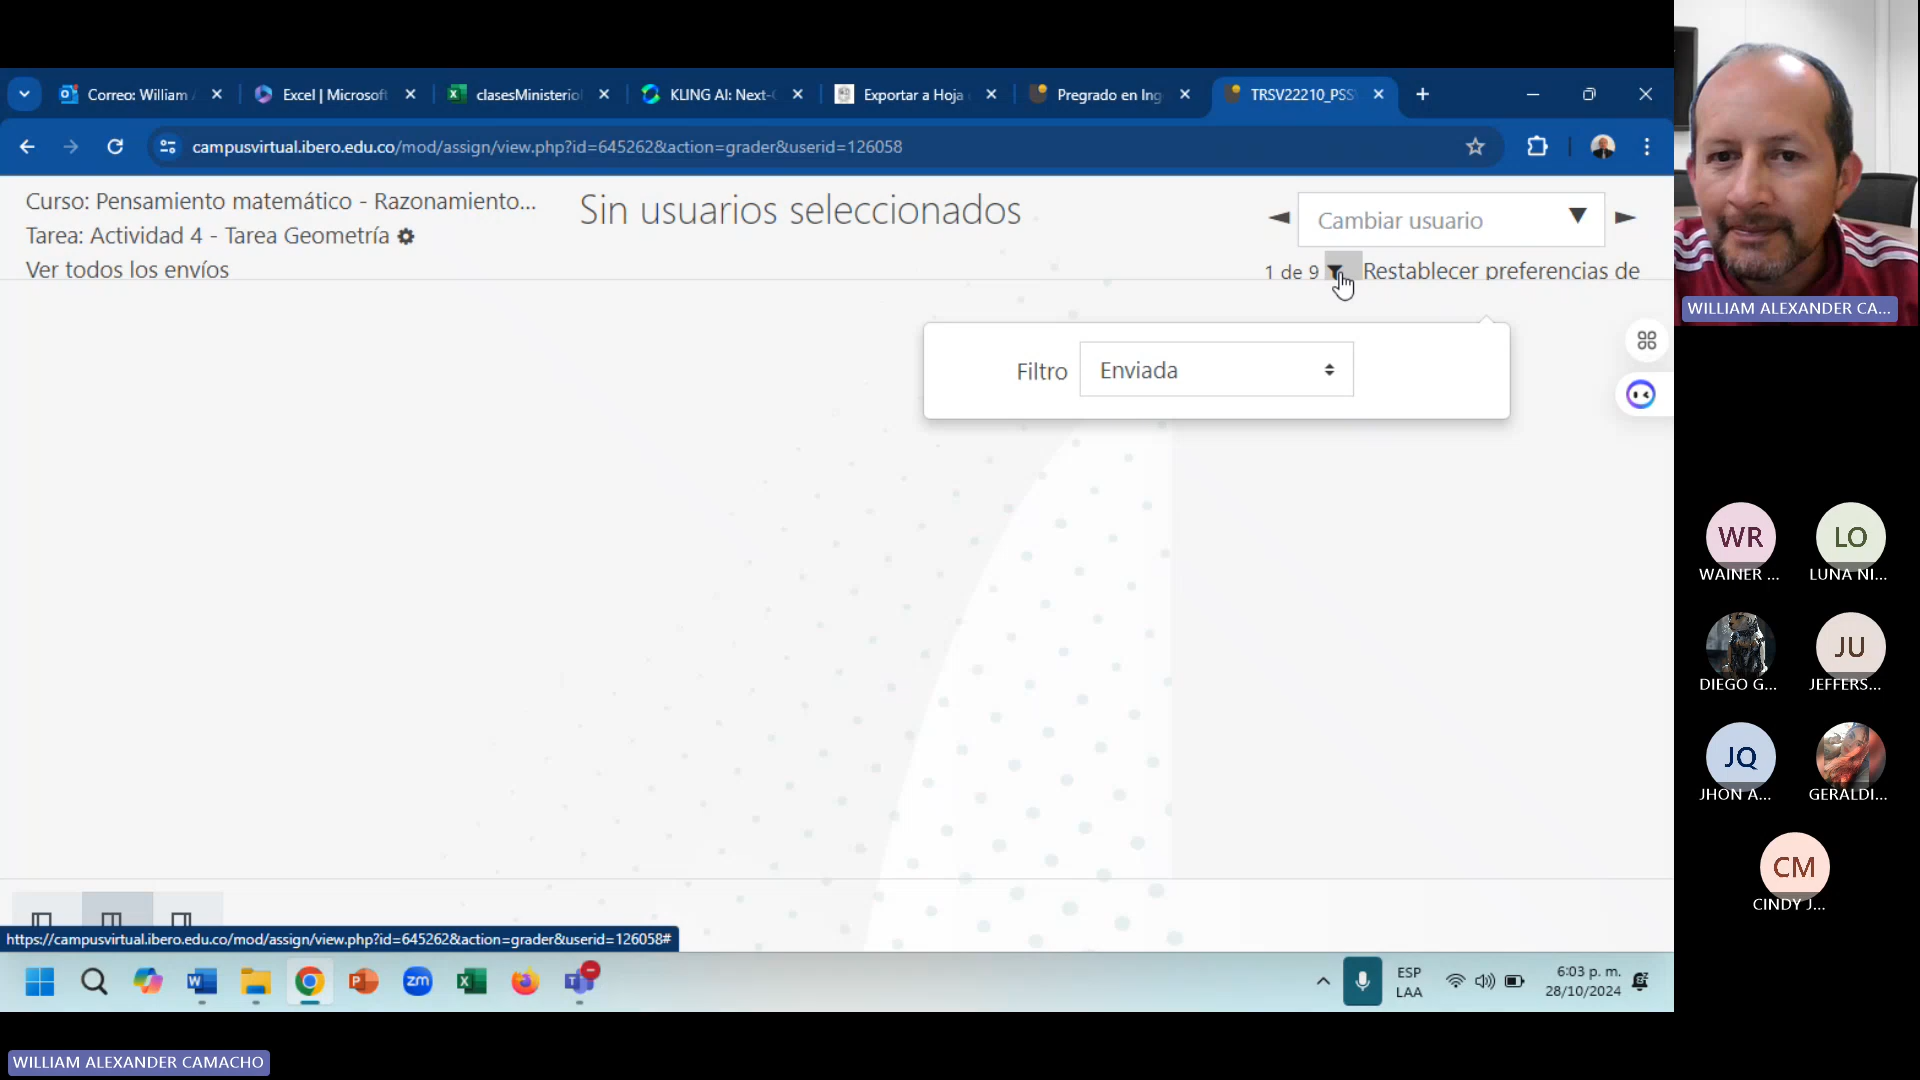 Correo: William
Excel | Microsoft
clasesMinisterio
KLING AI: Next-
Exportar a Hoja
Pregrado en Ing
TRSV22210_PSS
campusvirtual.ibero.edu.co/mod/assign/view.php?id=645262&action=grader&userid=126058
Curso: Pensamiento matemático - Razonamiento...
Tarea: Actividad 4 - Tarea Geometría
Ver todos los envíos
Sin usuarios seleccionados
Cambiar usuario
1 de 9
Restablecer preferencias de
Filtro
Enviada
https://campusvirtual.ibero.edu.co/mod/assign/view.php?id=645262&action=grader&userid=126058#
zm
ESP
LAA
6:03 p. m.
28/10/2024
WILLIAM ALEXANDER CA...
WR
WAINER ...
LO
LUNA NI...
DIEGO G...
JU
JEFFERS...
JQ
JHON A...
GERALDI...
CM
CINDY J...
WILLIAM ALEXANDER CAMACHO